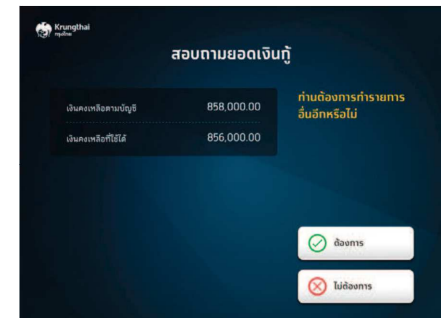 Krungthai
กรุงไทย
สอบถามยอดเงินกู้
เงินคงเหลือตามบัญชี 858,000.00
เงินคงเหลือที่ใช้ได้ 856,000.00
ท่านต้องการทำรายการ
อื่นอีกหรือไม่
ต้องการ
ไม่ต้องการ